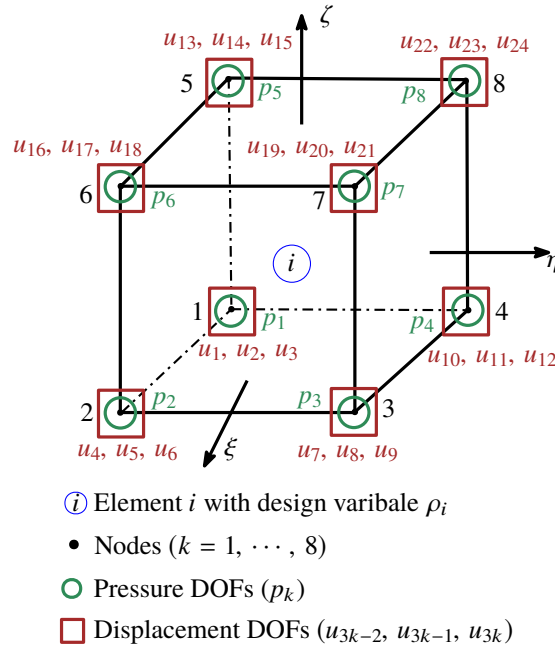 ζ
u₁₃, u₁₄, u₁₅
u₂₂, u₂₃, u₂₄
5 p₅
p₈ 8
u₁₆, u₁₇, u₁₈
u₁₉, u₂₀, u₂₁
6 p₆
7 p₇
i
η
1 p₁
p₄ 4
u₁, u₂, u₃
u₁₀, u₁₁, u₁₂
2 p₂
p₃ 3
u₄, u₅, u₆
ξ
u₇, u₈, u₉
i Element i with design varibale ρᵢ
• Nodes (k = 1, ⋯ , 8)
Pressure DOFs (pₖ)
Displacement DOFs (u₃ₖ₋₂, u₃ₖ₋₁, u₃ₖ)